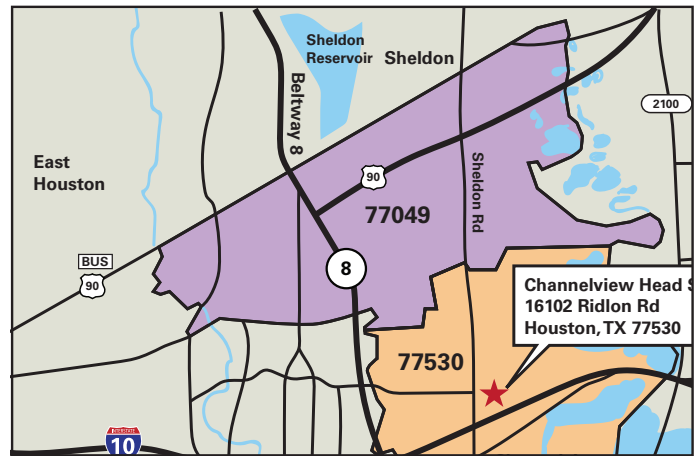 Sheldon
Reservoir
Sheldon
Beltway 8
2100
East
Houston
90
Sheldon Rd
77049
BUS
90
8
Channelview Head
16102 Ridlon Rd
Houston, TX 77530
77530
10